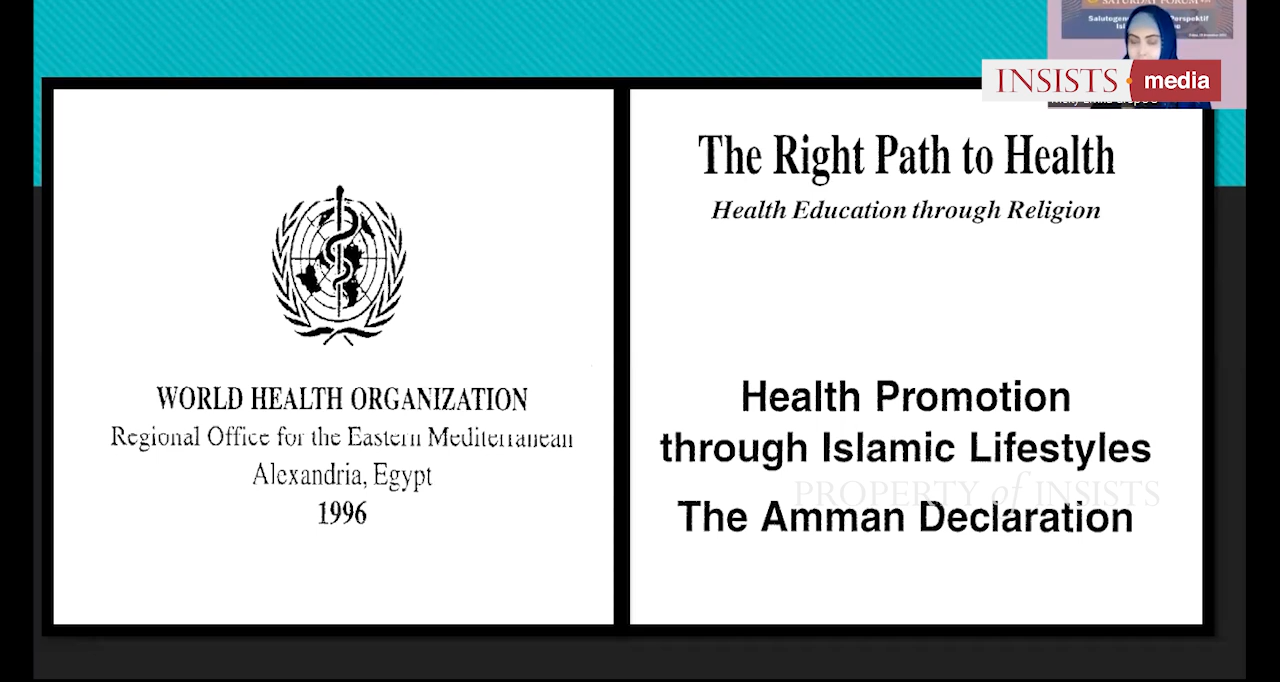 SATURDAY FORUM
INSISTS media
WORLD HEALTH ORGANIZATION
Regional Office for the Eastern Mediterranean
Alexandria, Egypt
1996
The Right Path to Health
Health Education through Religion
Health Promotion
through Islamic Lifestyles
PROPERTY of INSISTS
The Amman Declaration